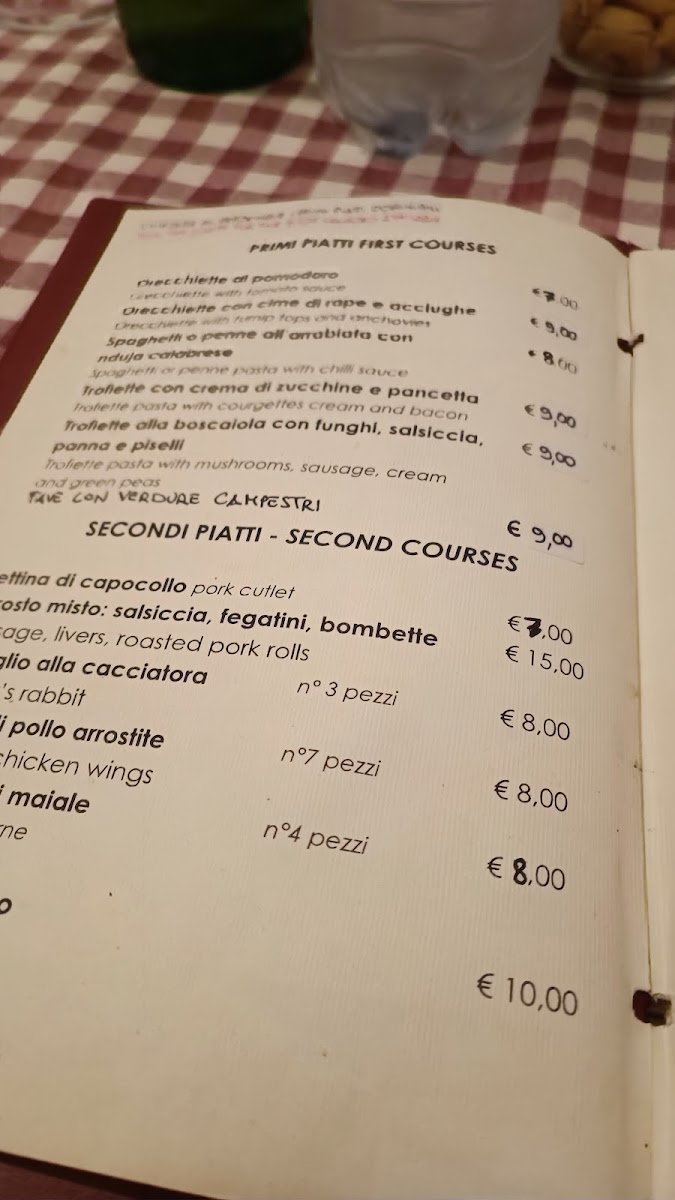 PRIMI PIATTI FIRST COURSES
Orecchiette al pomodoro
Orecchiette with tomato sauce
€ 7,00
Orecchiette con cime di rape e acciughe
Orecchiette with turnip tops and anchovies
€ 9,00
Spaghetti o penne all'arrabiata con
nduja calabrese
€ 8,00
Spaghetti or penne pasta with chilli sauce
Trofiette con crema di zucchine e pancetta
Trofiette pasta with courgettes cream and bacon
€ 9,00
Trofiette alla boscaiola con funghi, salsiccia,
panna e piselli
€ 9,00
Trofiette pasta with mushrooms, sausage, cream
and green peas
FAVE CON VERDURE CAMPESTRI
€ 9,00
SECONDI PIATTI - SECOND COURSES
ettina di capocollo pork cutlet
€ 7,00
osto misto: salsiccia, fegatini, bombette
€ 15,00
age, livers, roasted pork rolls
glio alla cacciatora
n° 3 pezzi
€ 8,00
's rabbit
i pollo arrostite
n°7 pezzi
€ 8,00
chicken wings
i maiale
n°4 pezzi
€ 8,00
rne
o
€ 10,00